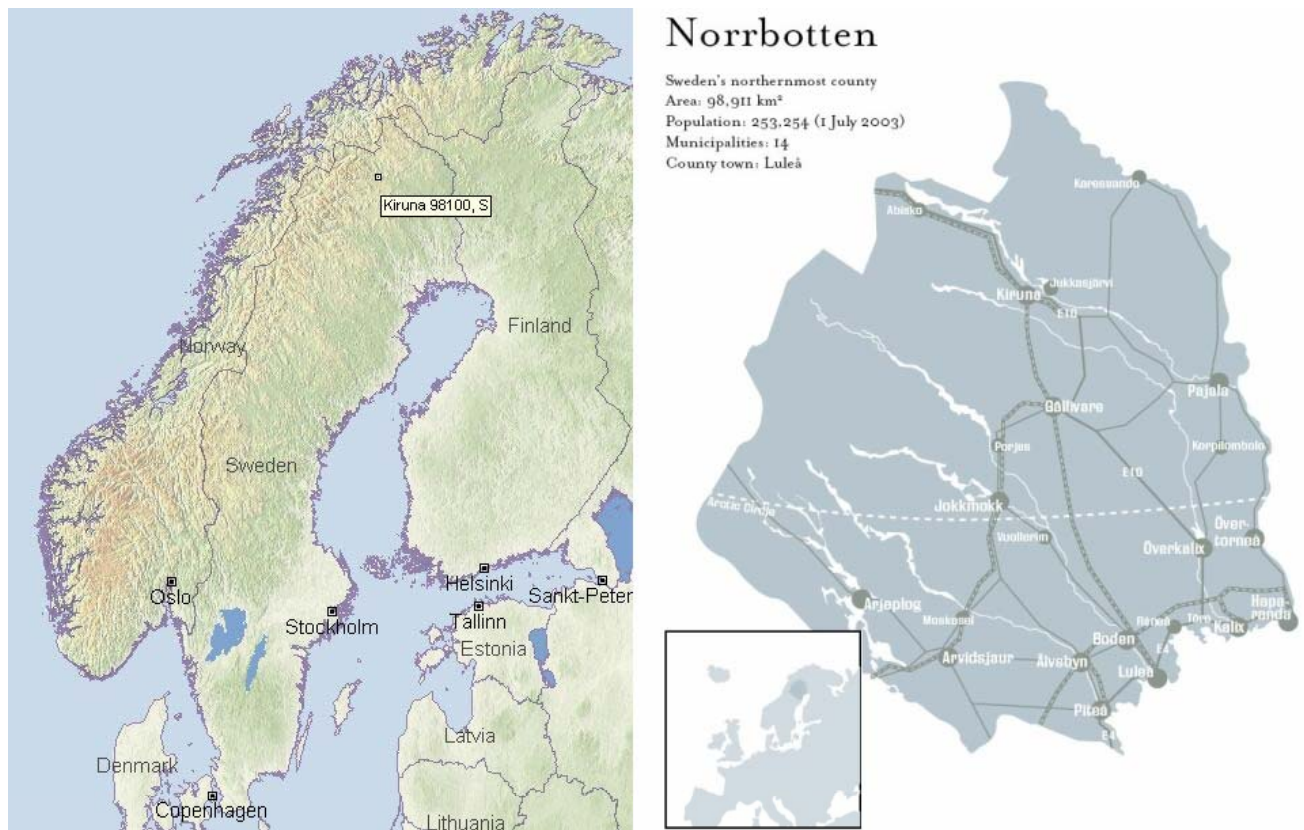 Kiruna 98100, S
Norway
Finland
Sweden
Oslo
Stockholm
Helsinki
Sankt-Peter
Tallinn
Estonia
Latvia
Denmark
Copenhagen
Lithuania
Norrbotten
Sweden's northernmost county
Area: 98,911 km²
Population: 253,254 (1 July 2003)
Municipalities: 14
County town: Luleå
Karesuando
Abisko
Jukkasjärvi
Kiruna
E10
Pajala
Gällivare
Korpilombolo
Porjus
E10
Arctic Circle
Jokkmokk
Vuollerim
Över-
torneå
Överkalix
Arjeplog
Moskosel
Råneå
Töre
Kalix
Hapa-
randa
Boden
E4
Arvidsjaur
Älvsbyn
Luleå
Piteå
E4